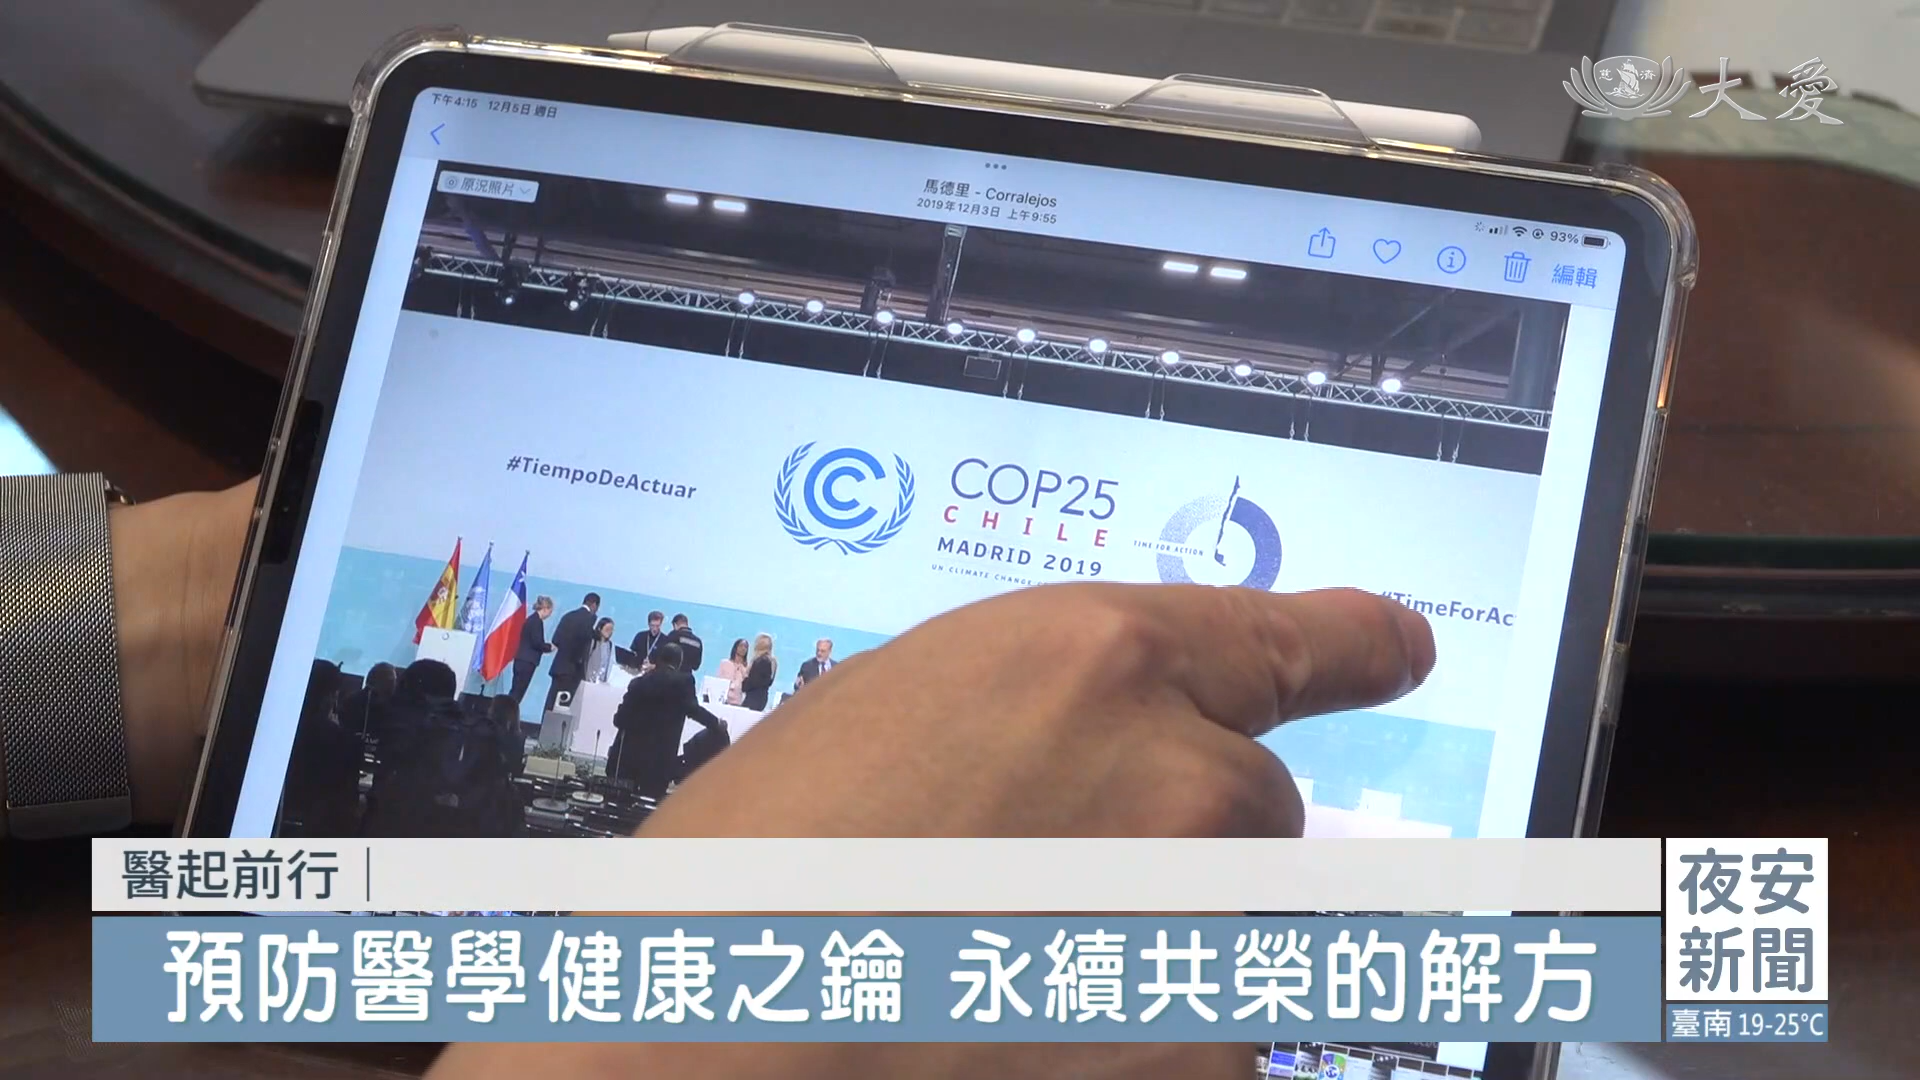 慈 濟
大愛
下午4:15 12月5日 週日
馬德里 - Corralejos
2019年12月3日 上午9:55
93%
原況照片
編輯
#TiempoDeActuar
COP25
CHILE
MADRID 2019
UN CLIMATE CHANGE
TIME FOR ACTION
#TimeForAc
醫起前行
預防醫學健康之鑰 永續共榮的解方
夜安
新聞
臺南 19-25°C